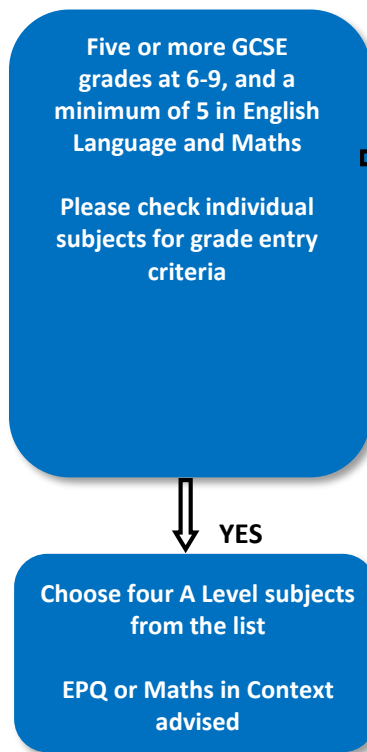 Five or more GCSE
grades at 6-9, and a
minimum of 5 in English
Language and Maths
Please check individual
subjects for grade entry
criteria
YES
Choose four A Level subjects
from the list
EPQ or Maths in Context
advised